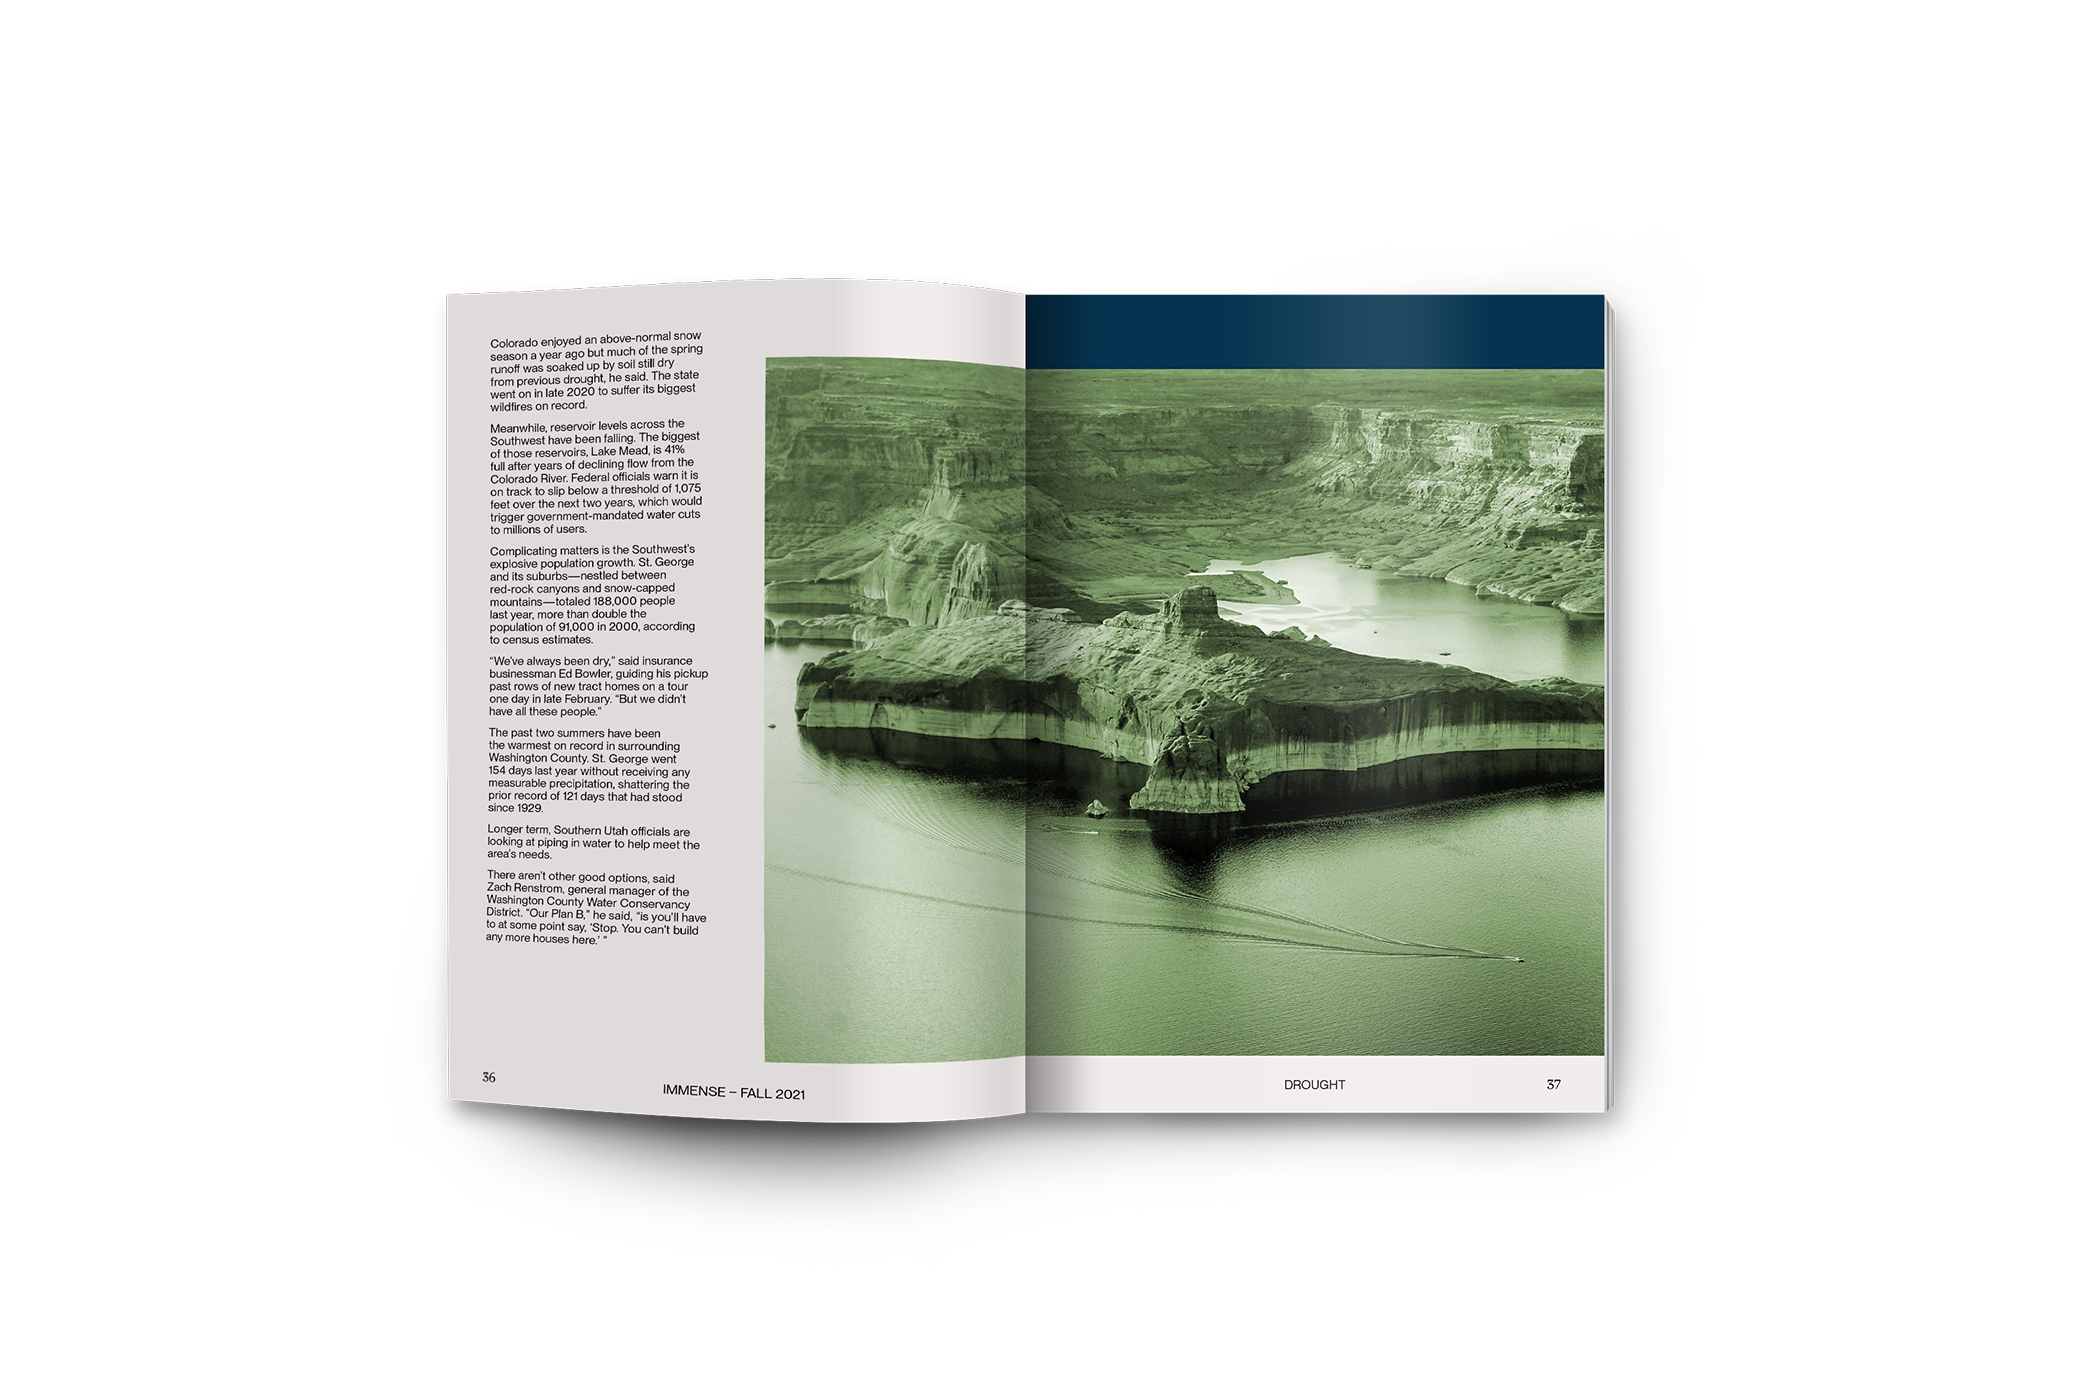 Colorado enjoyed an above-normal snow
season a year ago but much of the spring
runoff was soaked up by soil still dry
from previous drought, he said. The state
went on in late 2020 to suffer its biggest
wildfires on record.
Meanwhile, reservoir levels across the
Southwest have been falling. The biggest
of those reservoirs, Lake Mead, is 41%
full after years of declining flow from the
Colorado River. Federal officials warn it is
on track to slip below a threshold of 1,075
feet over the next two years, which would
trigger government-mandated water cuts
to millions of users.
Complicating matters is the Southwest’s
explosive population growth. St. George
and its suburbs—nestled between
red-rock canyons and snow-capped
mountains—totaled 188,000 people
last year, more than double the
population of 91,000 in 2000, according
to census estimates.
“We’ve always been dry,” said insurance
businessman Ed Bowler, guiding his pickup
past rows of new tract homes on a tour
one day in late February. “But we didn’t
have all these people.”
The past two summers have been
the warmest on record in surrounding
Washington County. St. George went
154 days last year without receiving any
measurable precipitation, shattering the
prior record of 121 days that had stood
since 1929.
Longer term, Southern Utah officials are
looking at piping in water to help meet the
area’s needs.
There aren’t other good options, said
Zach Renstrom, general manager of the
Washington County Water Conservancy
District. “Our Plan B,” he said, “is you’ll have
to at some point say, ‘Stop. You can’t build
any more houses here.’ ”
36
IMMENSE – FALL 2021
DROUGHT
37